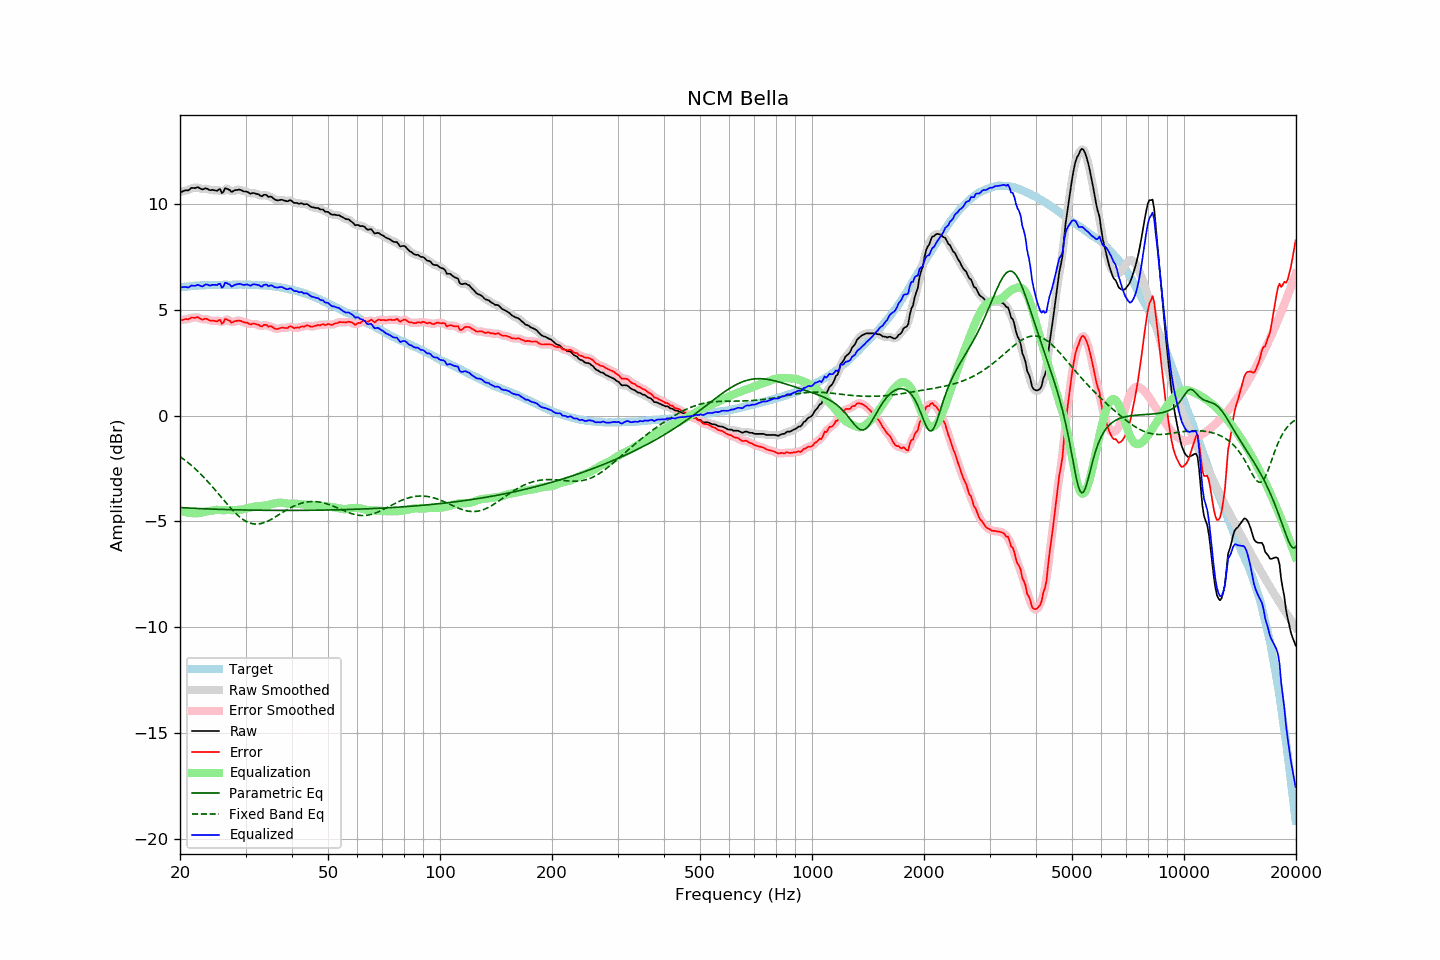 NCM Bella
Amplitude (dBr)
10
5
0
−5
−10
−15
−20
Target
Raw Smoothed
Error Smoothed
Raw
Error
Equalization
Parametric Eq
Fixed Band Eq
Equalized
20 50 100 200 500 1000 2000 5000 10000 20000
Frequency (Hz)